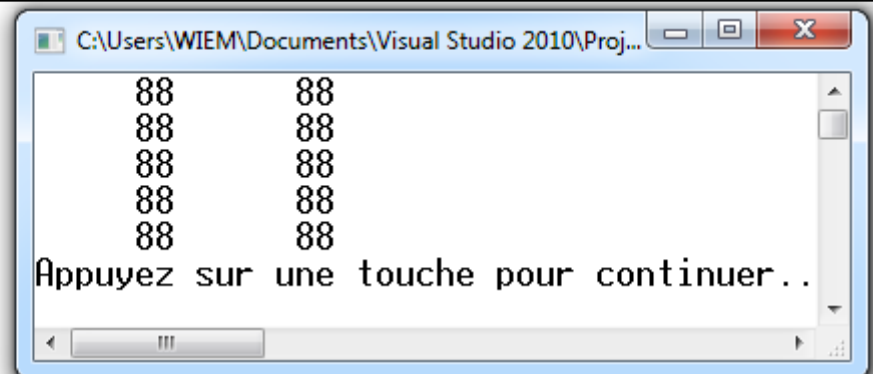 C:\Users\WIEM\Documents\Visual Studio 2010\Proj...
88 88
88 88
88 88
88 88
88 88
Appuyez sur une touche pour continuer..